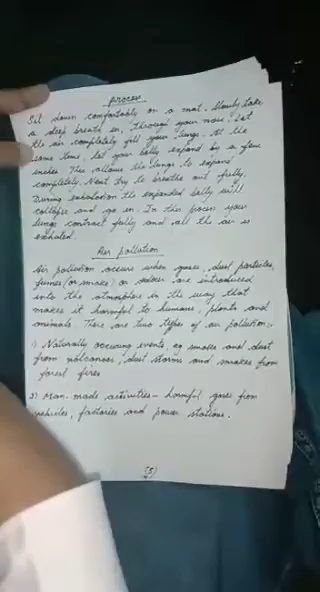 Process
Sit down comfortably on a mat. Slowly take
a deep breath in, through your nose. Let
the air completely fill your lungs. At the
same time, let your belly expand by a few
inches. This allows the lungs to expand
completely. Next try to breathe out fully.
During exhalation the expanded belly will
collapse and go in. In this process your
lungs contract fully and all the air is
exhaled.
Air pollution
Air pollution occurs when gases, dust particles,
fumes (or smoke) or odour are introduced
into the atmosphere in the way that
makes it harmful to humans, plants and
animals. There are two types of air pollution:-
1) Naturally occuring events, eg smoke and dust
from volcanoes, dust storms and smokes from
forest fires
2) Man. made activities - harmful gases from
vehicles, factories and power stations.
(5)